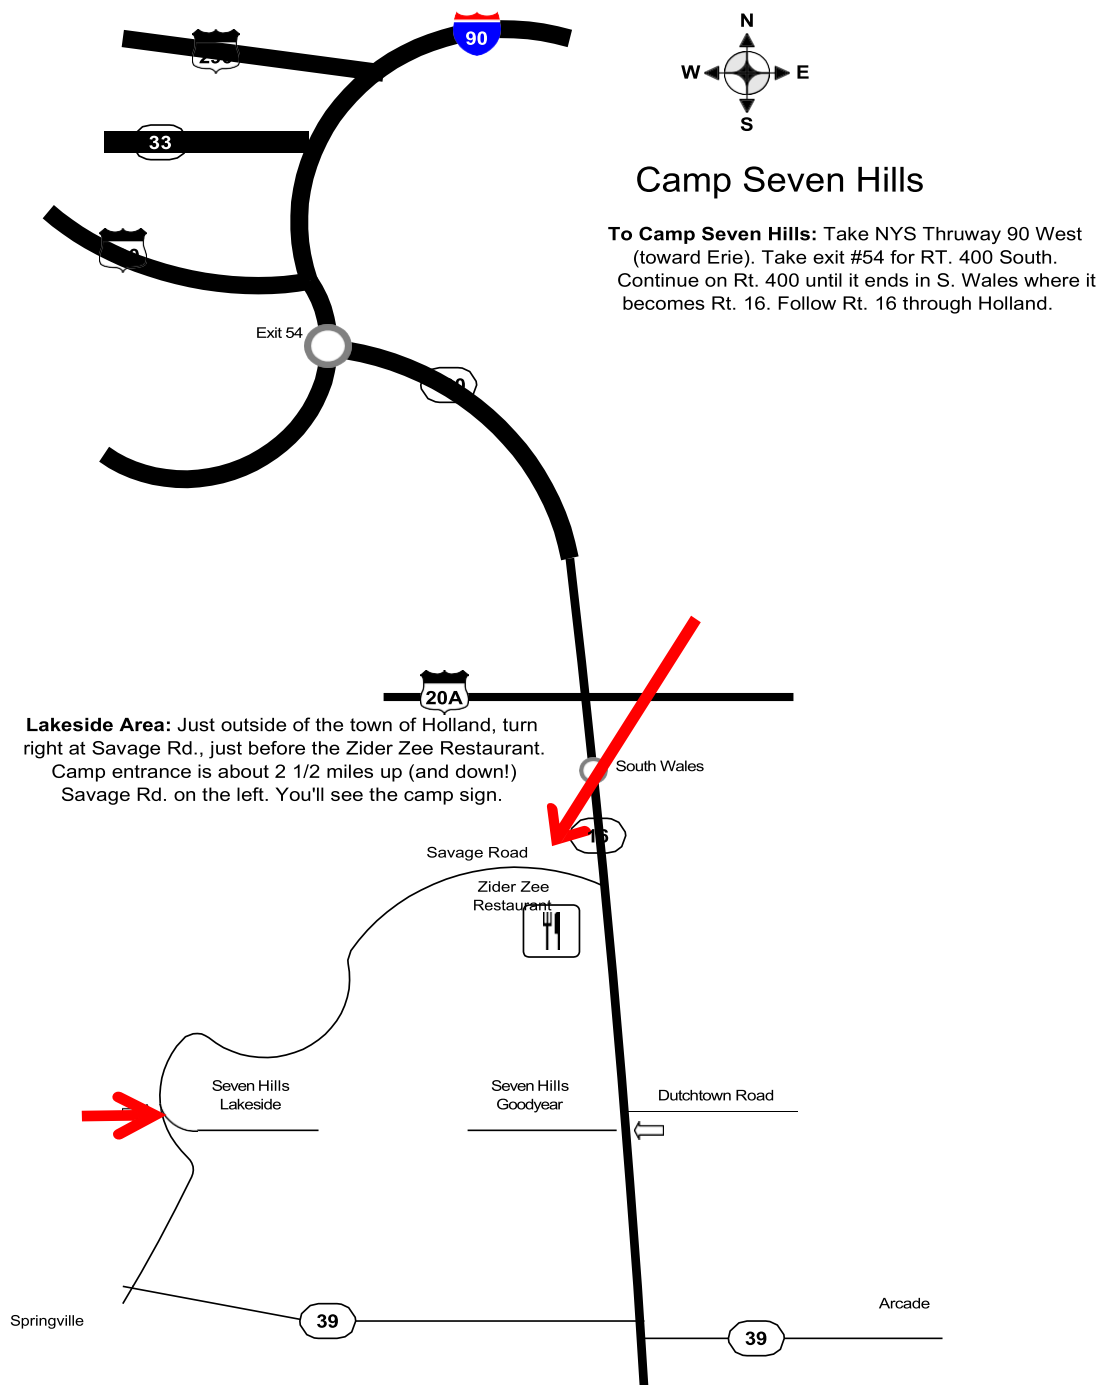 90
N
W E
S
33
Camp Seven Hills
To Camp Seven Hills: Take NYS Thruway 90 West
(toward Erie). Take exit #54 for RT. 400 South.
Continue on Rt. 400 until it ends in S. Wales where it
becomes Rt. 16. Follow Rt. 16 through Holland.
Exit 54
20A
Lakeside Area: Just outside of the town of Holland, turn
right at Savage Rd., just before the Zider Zee Restaurant.
Camp entrance is about 2 1/2 miles up (and down!)
Savage Rd. on the left. You'll see the camp sign.
South Wales
16
Savage Road
Zider Zee
Restaurant
Seven Hills
Lakeside
Seven Hills
Goodyear
Dutchtown Road
Arcade
Springville
39
39